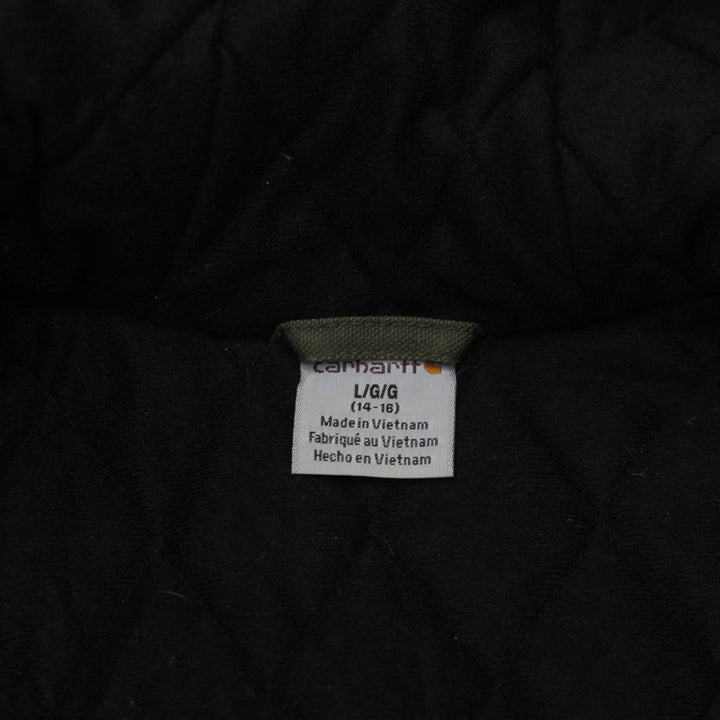 carhartt
L/G/G
(14-16)
Made in Vietnam
Fabriqué au Vietnam
Hecho en Vietnam